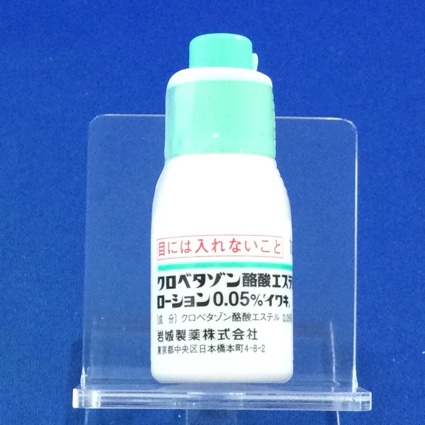 目には入れないこと
クロベタゾン酪酸エステ
ローション0.05%「イワキ」
(成 分) クロベタゾン酪酸エステル 0.05
岩城製薬株式会社
東京都中央区日本橋本町4-8-2